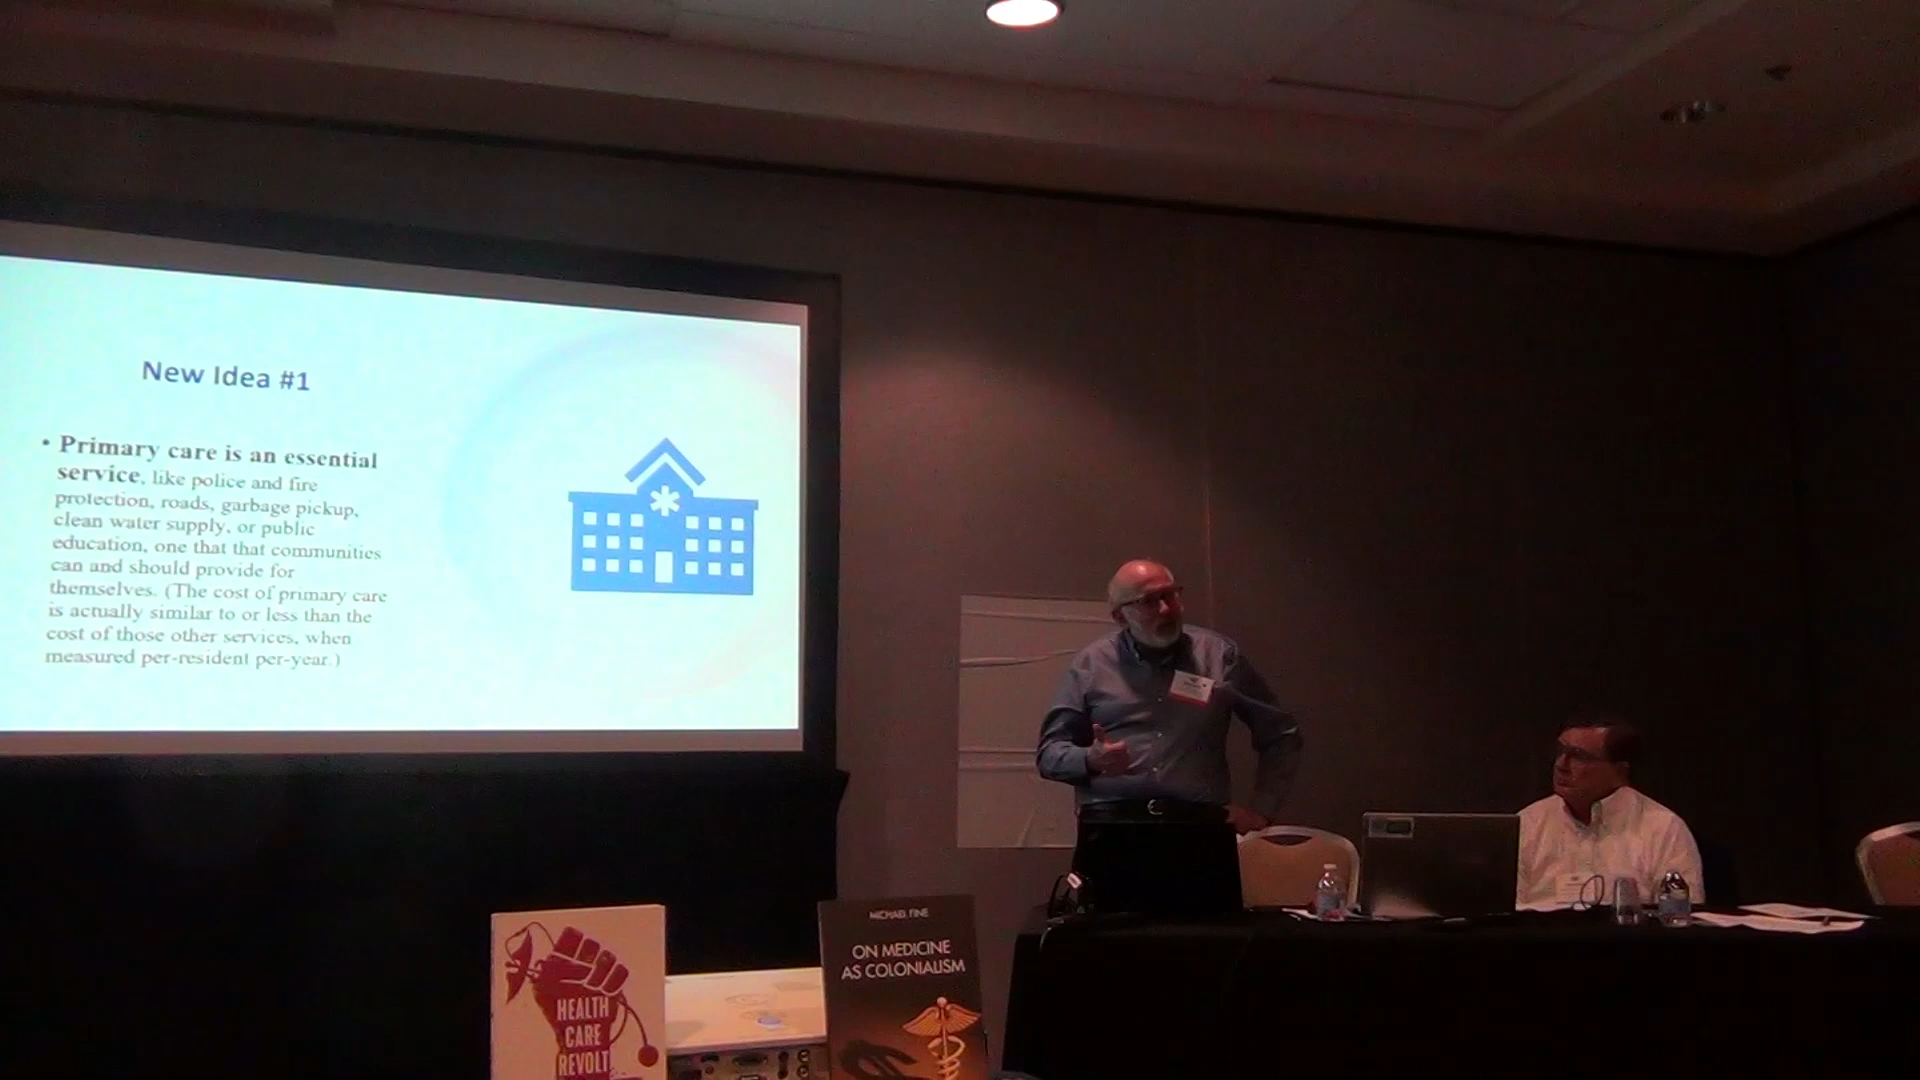 New Idea #1
• Primary care is an essential
service, like police and fire
protection, roads, garbage pickup,
clean water supply, or public
education, one that that communities
can and should provide for
themselves. (The cost of primary care
is actually similar to or less than the
cost of those other services, when
measured per-resident per-year.)
HEALTH
CARE
REVOLT
MICHAEL FINE
ON MEDICINE
AS COLONIALISM